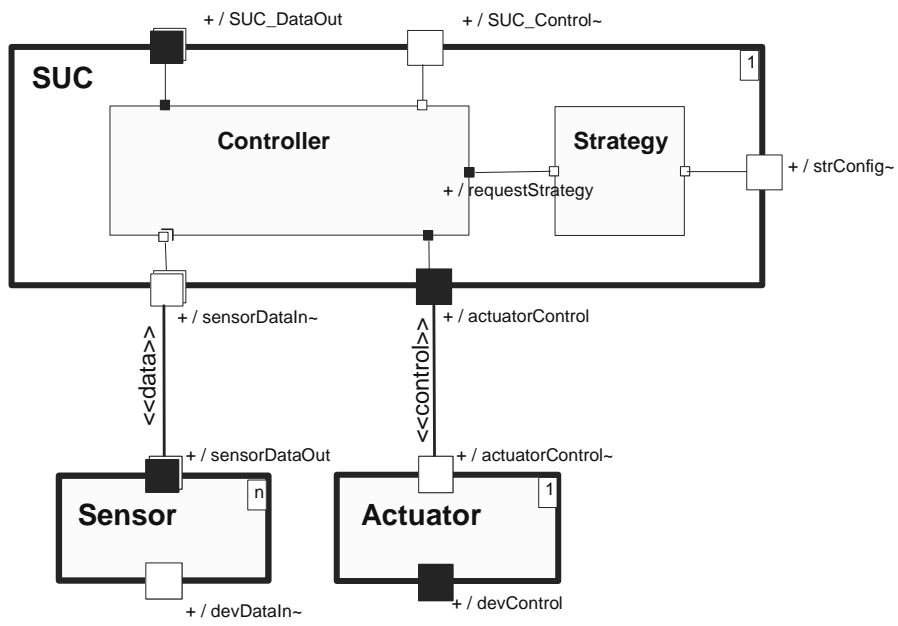 + / SUC_DataOut
+ / SUC_Control~
SUC
1
Controller
Strategy
+ / strConfig~
+ / requestStrategy
+ / sensorDataIn~
+ / actuatorControl
<<data>>
<<control>>
+ / sensorDataOut
+ / actuatorControl~
n
1
Sensor
Actuator
+ / devDataIn~
+ / devControl